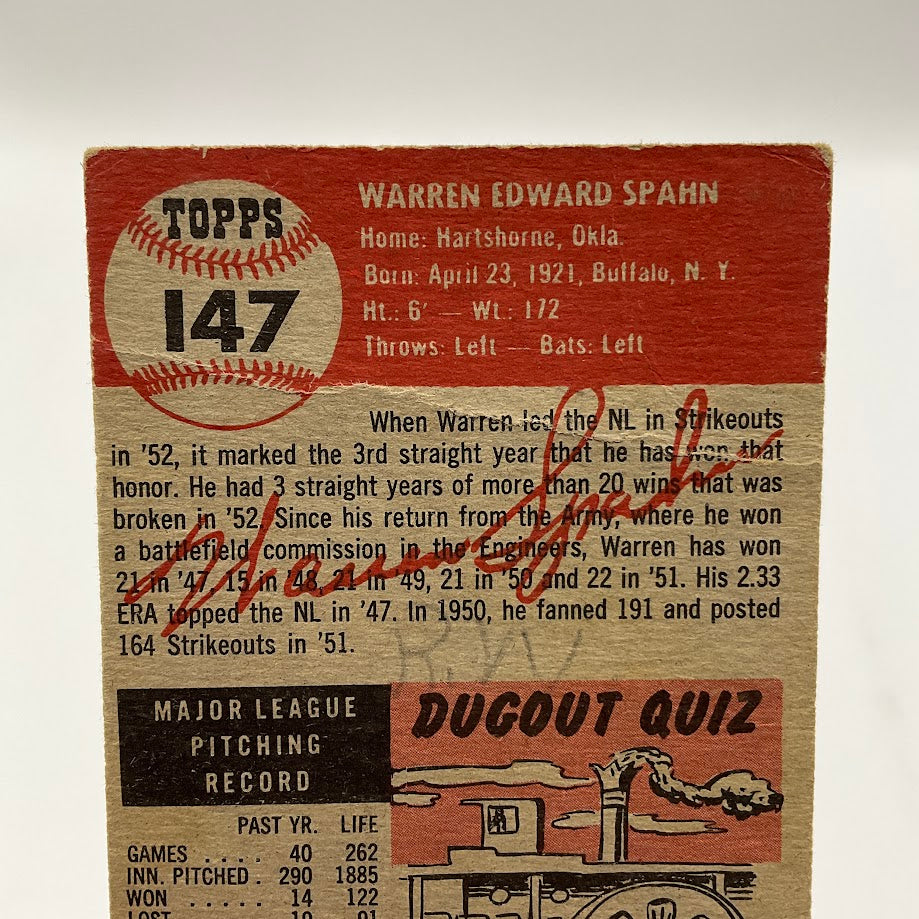 TOPPS
147
WARREN EDWARD SPAHN
Home: Hartshorne, Okla.
Born: April 23, 1921, Buffalo, N. Y.
Ht.: 6' — Wt.: 172
Throws: Left — Bats: Left
When Warren led the NL in Strikeouts
in '52, it marked the 3rd straight year that he has won that
honor. He had 3 straight years of more than 20 wins that was
broken in '52. Since his return from the Army, where he won
a battlefield commission in the Engineers, Warren has won
21 in '47, 15 in '48, 21 in '49, 21 in '50 and 22 in '51. His 2.33
ERA topped the NL in '47. In 1950, he fanned 191 and posted
164 Strikeouts in '51.
Warren Spahn
MAJOR LEAGUE
PITCHING
RECORD
PAST YR. LIFE
GAMES . . . . 40 262
INN. PITCHED . 290 1885
WON . . . . . 14 122
LOST 19 91
DUGOUT QUIZ